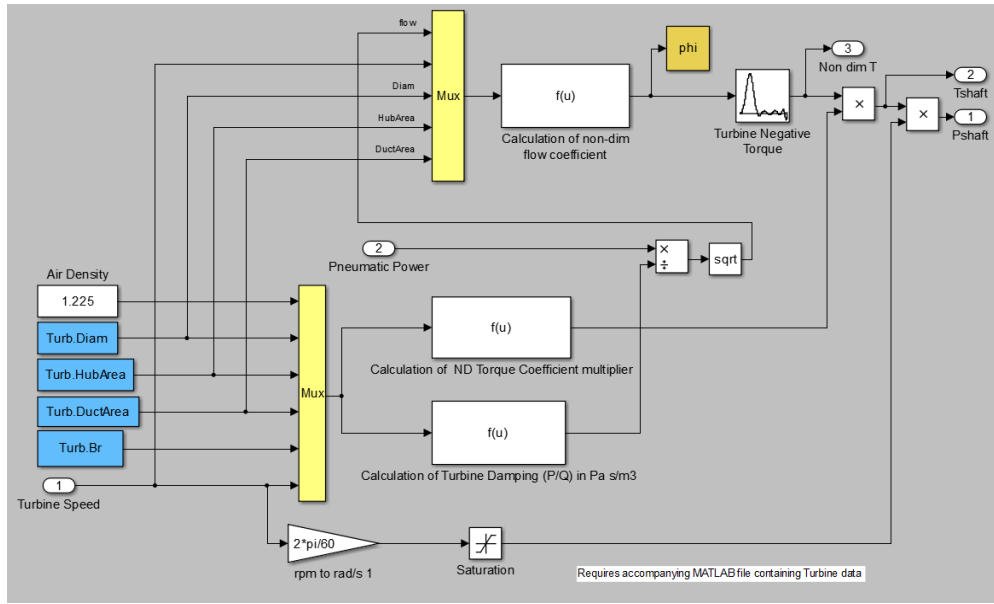 flow
Diam
HubArea
DuctArea
Mux
f(u)
Calculation of non-dim
flow coefficient
phi
Turbine Negative
Torque
3
Non dim T
×
2
Tshaft
×
1
Pshaft
2
Pneumatic Power
×
÷
sqrt
Air Density
1.225
Turb.Diam
Turb.HubArea
Turb.DuctArea
Turb.Br
1
Turbine Speed
Mux
f(u)
Calculation of ND Torque Coefficient multiplier
f(u)
Calculation of Turbine Damping (P/Q) in Pa s/m3
2*pi/60
rpm to rad/s 1
Saturation
Requires accompanying MATLAB file containing Turbine data